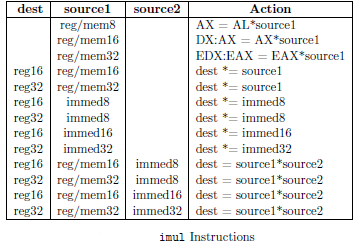 dest source1 source2 Action
reg/mem8 AX = AL*source1
reg/mem16 DX:AX = AX*source1
reg/mem32 EDX:EAX = EAX*source1
reg16 reg/mem16 dest *= source1
reg32 reg/mem32 dest *= source1
reg16 immed8 dest *= immed8
reg32 immed8 dest *= immed8
reg16 immed16 dest *= immed16
reg32 immed32 dest *= immed32
reg16 reg/mem16 immed8 dest = source1*source2
reg32 reg/mem32 immed8 dest = source1*source2
reg16 reg/mem16 immed16 dest = source1*source2
reg32 reg/mem32 immed32 dest = source1*source2
imul Instructions